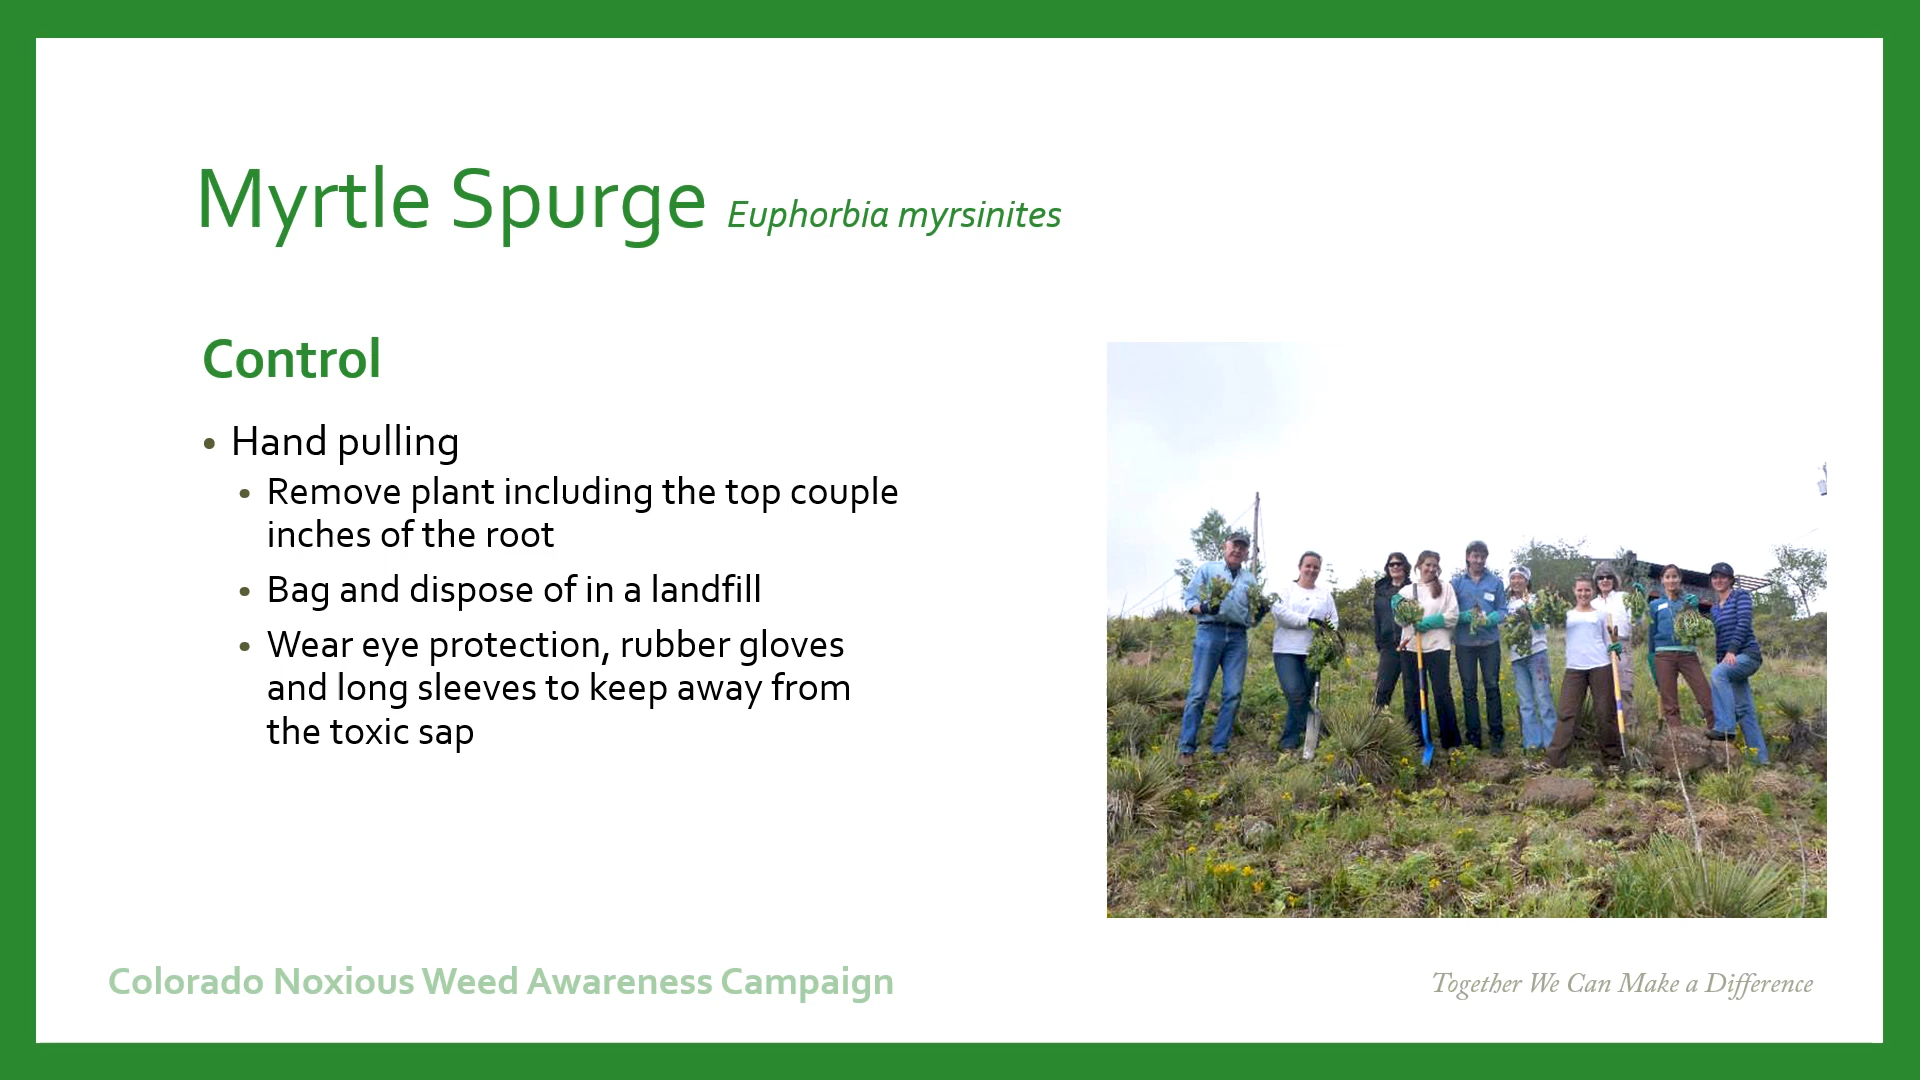 Myrtle Spurge Euphorbia myrsinites
Control
• Hand pulling
• Remove plant including the top couple
inches of the root
• Bag and dispose of in a landfill
• Wear eye protection, rubber gloves
and long sleeves to keep away from
the toxic sap
Colorado Noxious Weed Awareness Campaign
Together We Can Make a Difference